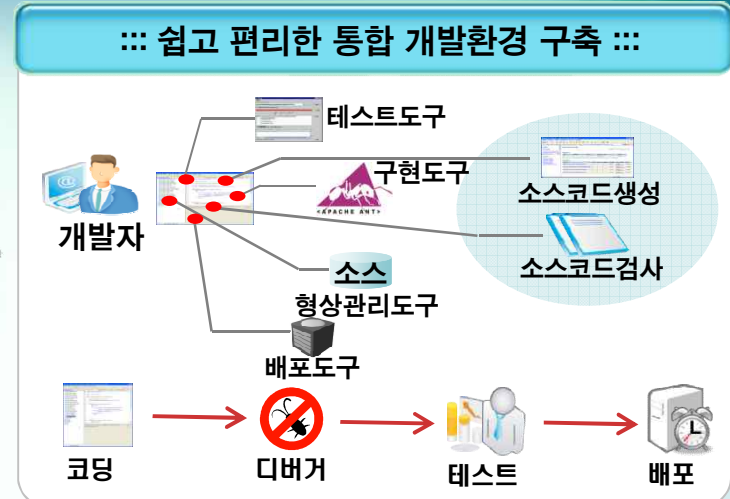 ::: 쉽고 편리한 통합 개발환경 구축 :::
테스트도구
구현도구
<APACHE ANT>
소스코드생성
개발자
소스코드검사
소스
형상관리도구
배포도구
코딩
디버거
테스트
배포